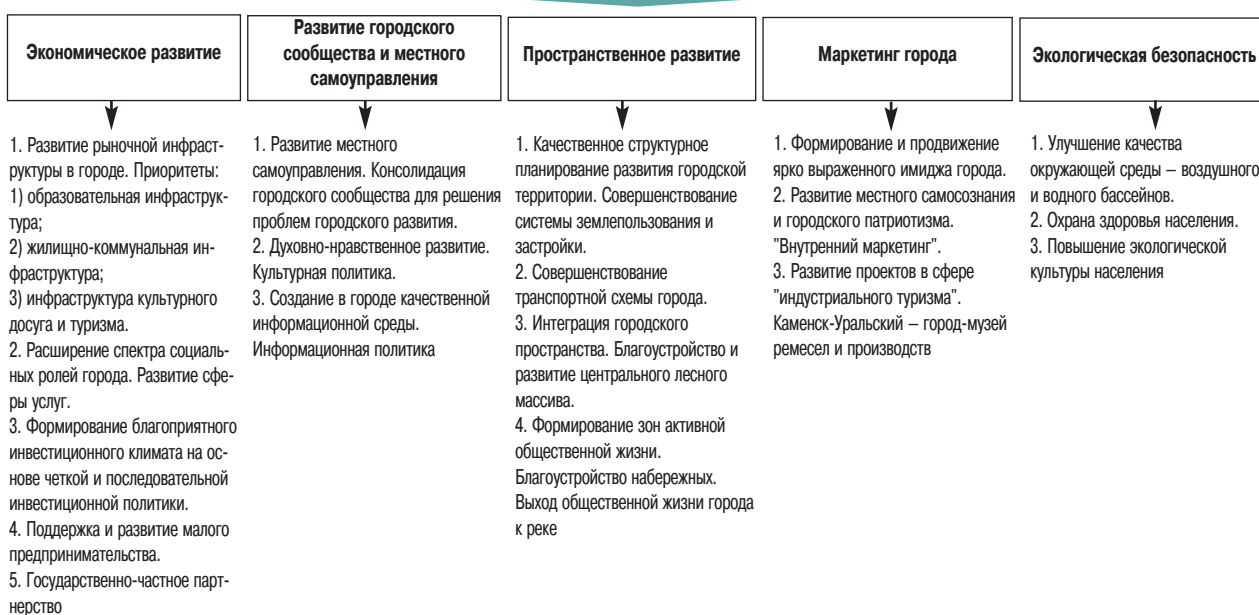 Экономическое развитие
1. Развитие рыночной инфраст-
руктуры в городе. Приоритеты:
1) образовательная инфраструк-
тура;
2) жилищно-коммунальная ин-
фраструктура;
3) инфраструктура культурного
досуга и туризма.
2. Расширение спектра социаль-
ных ролей города. Развитие сфе-
ры услуг.
3. Формирование благоприятного
инвестиционного климата на ос-
нове четкой и последовательной
инвестиционной политики.
4. Поддержка и развитие малого
предпринимательства.
5. Государственно-частное парт-
нерство
Развитие городского
сообщества и местного
самоуправления
1. Развитие местного
самоуправления. Консолидация
городского сообщества для решения
проблем городского развития.
2. Духовно-нравственное развитие.
Культурная политика.
3. Создание в городе качественной
информационной среды.
Информационная политика
Пространственное развитие
1. Качественное структурное
планирование развития городской
территории. Совершенствование
системы землепользования и
застройки.
2. Совершенствование
транспортной схемы города.
3. Интеграция городского
пространства. Благоустройство и
развитие центрального лесного
массива.
4. Формирование зон активной
общественной жизни.
Благоустройство набережных.
Выход общественной жизни города
к реке
Маркетинг города
1. Формирование и продвижение
ярко выраженного имиджа города.
2. Развитие местного самосознания
и городского патриотизма.
"Внутренний маркетинг".
3. Развитие проектов в сфере
"индустриального туризма".
Каменск-Уральский – город-музей
ремесел и производств
Экологическая безопасность
1. Улучшение качества
окружающей среды – воздушного
и водного бассейнов.
2. Охрана здоровья населения.
3. Повышение экологической
культуры населения